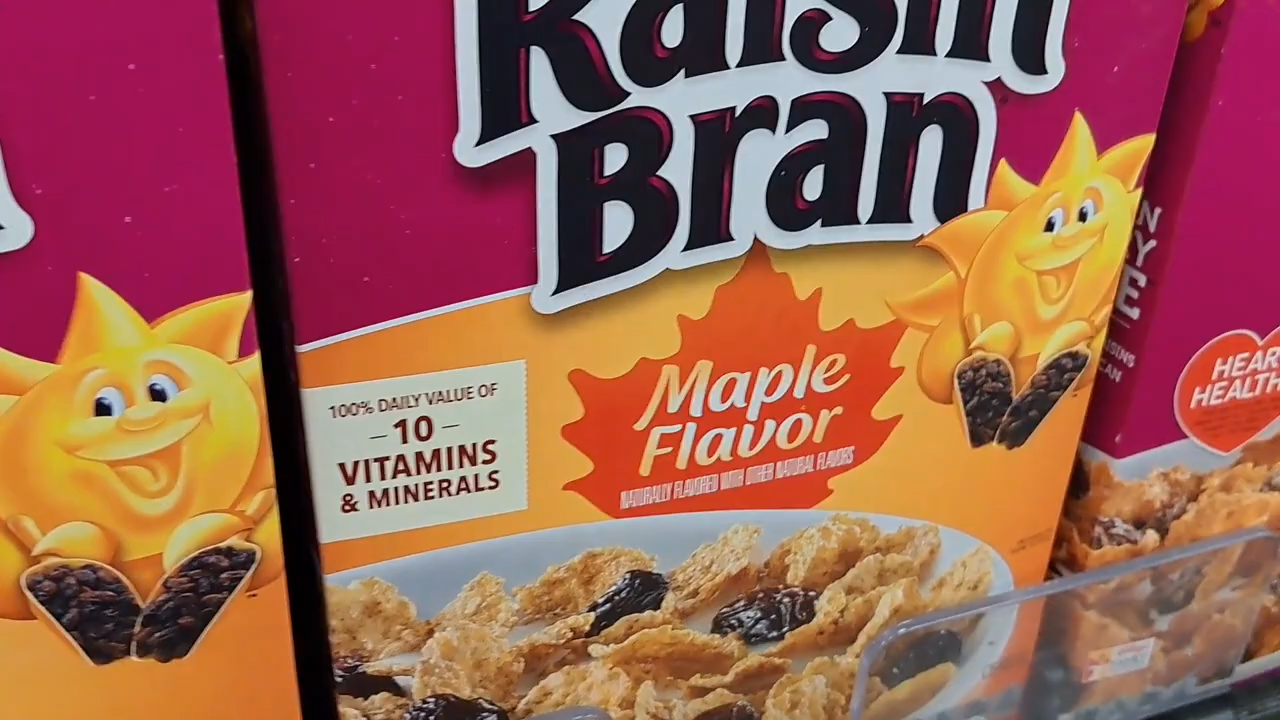 Raisin
Bran
100% DAILY VALUE OF
– 10 –
VITAMINS
& MINERALS
Maple
Flavor
NATURALLY FLAVORED WITH OTHER NATURAL FLAVORS
HEART
HEALTH